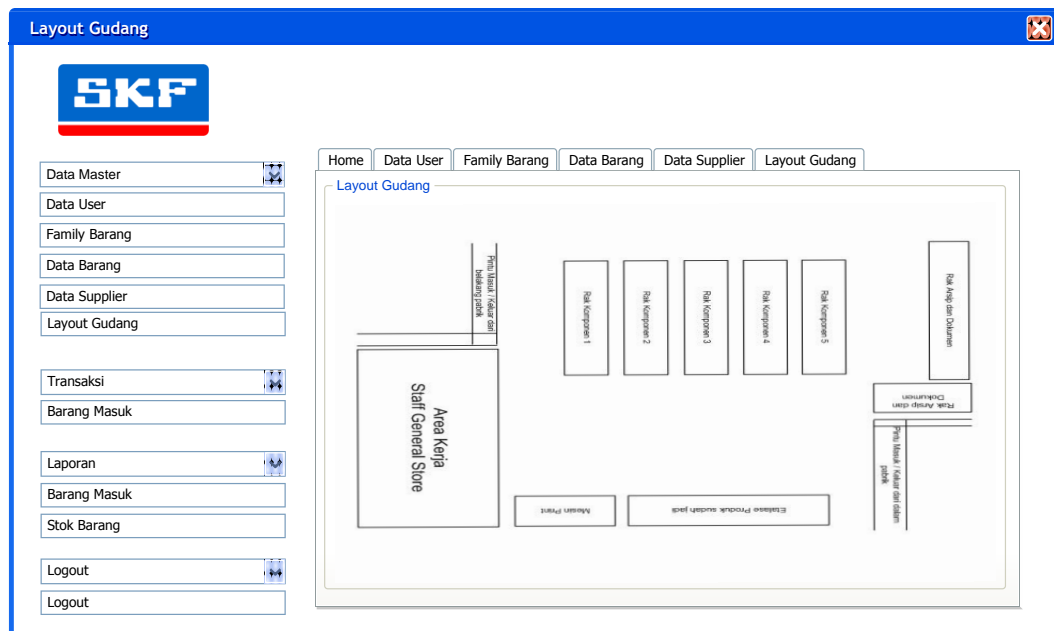 Layout Gudang
SKF
Data Master
Data User
Family Barang
Data Barang
Data Supplier
Layout Gudang
Transaksi
Barang Masuk
Laporan
Barang Masuk
Stok Barang
Logout
Logout
Home
Data User
Family Barang
Data Barang
Data Supplier
Layout Gudang
Layout Gudang
Pintu Masuk / Keluar dari
belakang pabrik
Rak Komponen 1
Rak Komponen 2
Rak Komponen 3
Rak Komponen 4
Rak Komponen 5
Rak Arsip dan Dokumen
Rak Arsip dan
Dokumen
Pintu Masuk / Keluar dari dalam
pabrik
Area Kerja
Staff General Store
Mesin Print
Etalase Produk sudah jadi